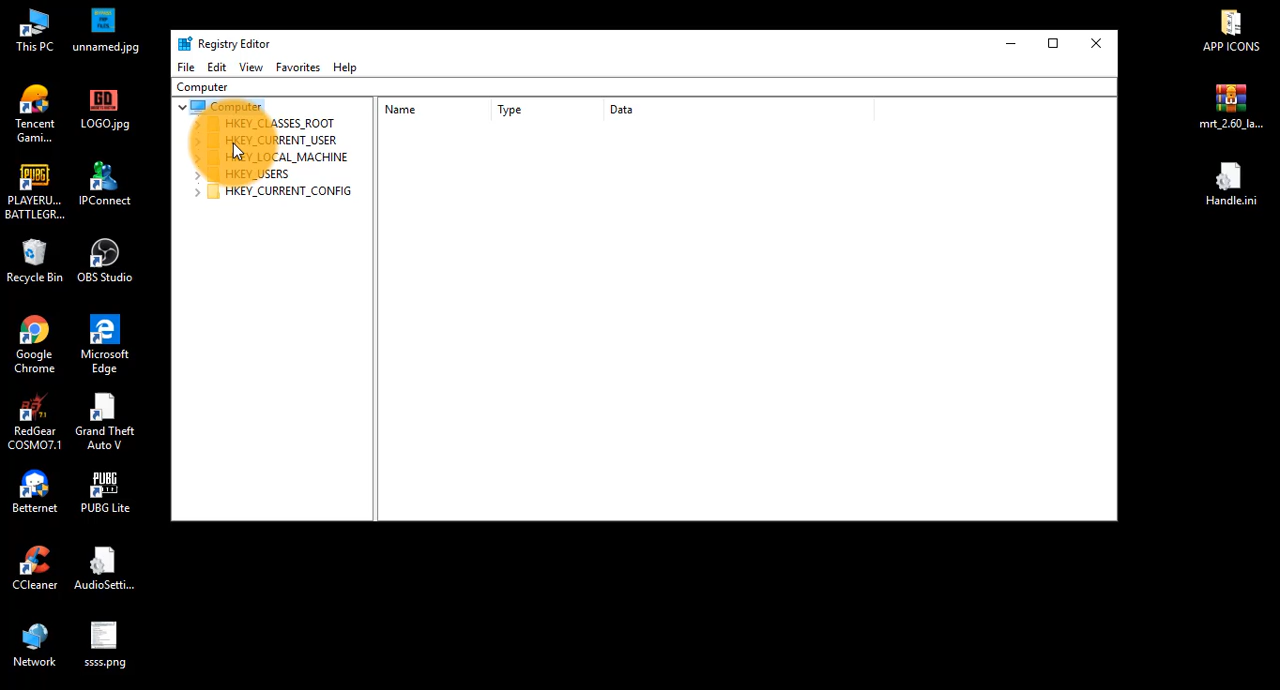 This PC
unnamed.jpg
Tencent
Gami...
LOGO.jpg
GD
PLAYERU...
BATTLEGR...
IPConnect
Recycle Bin
OBS Studio
Google
Chrome
Microsoft
Edge
RedGear
COSMO7.1
Grand Theft
Auto V
Betternet
PUBG
PUBG Lite
CCleaner
AudioSetti...
Network
ssss.png
Registry Editor
File Edit View Favorites Help
Computer
Computer
HKEY_CLASSES_ROOT
HKEY_CURRENT_USER
HKEY_LOCAL_MACHINE
HKEY_USERS
HKEY_CURRENT_CONFIG
Name Type Data
APP ICONS
mrt_2.60_la...
Handle.ini